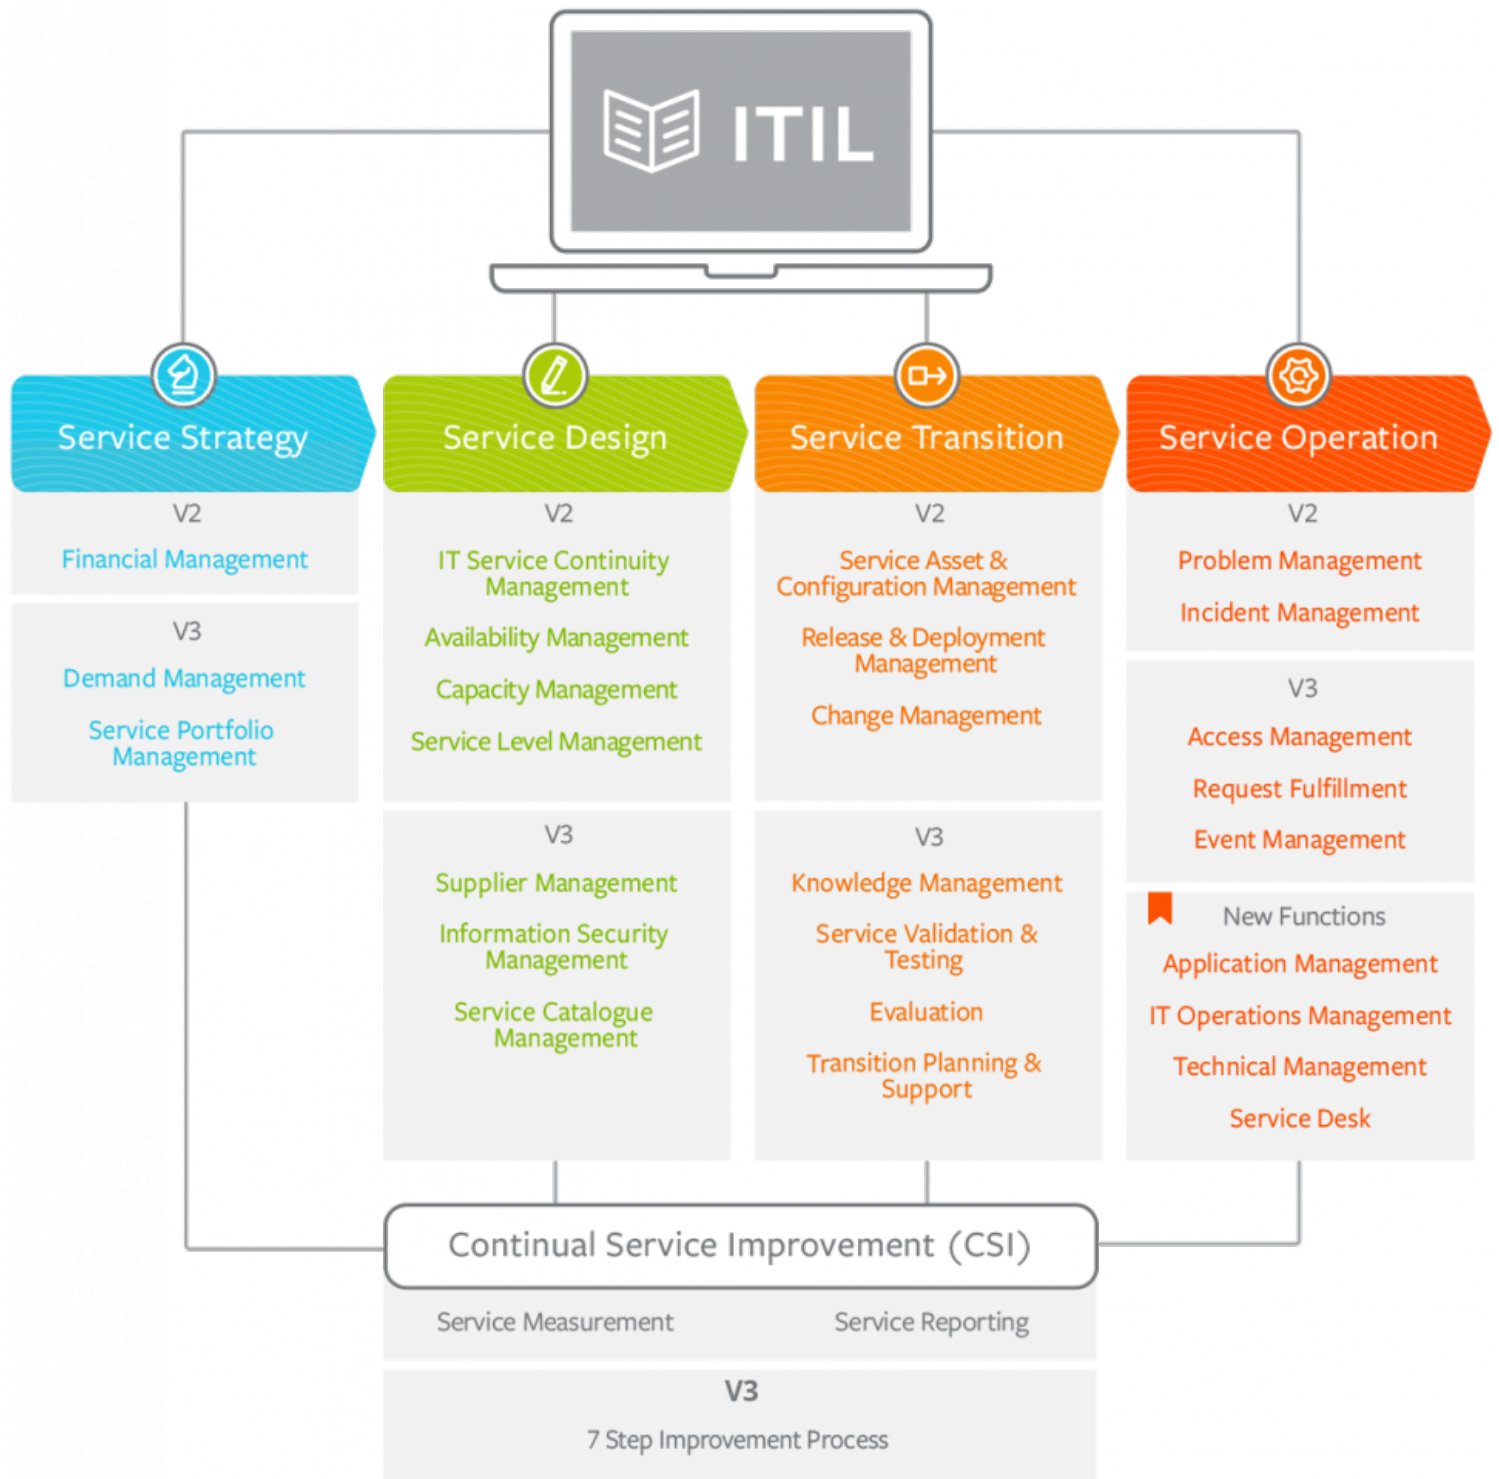 ITIL
Service Strategy
V2
Financial Management
V3
Demand Management
Service Portfolio
Management
Service Design
V2
IT Service Continuity
Management
Availability Management
Capacity Management
Service Level Management
V3
Supplier Management
Information Security
Management
Service Catalogue
Management
Service Transition
V2
Service Asset &
Configuration Management
Release & Deployment
Management
Change Management
V3
Knowledge Management
Service Validation &
Testing
Evaluation
Transition Planning &
Support
Service Operation
V2
Problem Management
Incident Management
V3
Access Management
Request Fulfillment
Event Management
New Functions
Application Management
IT Operations Management
Technical Management
Service Desk
Continual Service Improvement (CSI)
Service Measurement
Service Reporting
V3
7 Step Improvement Process